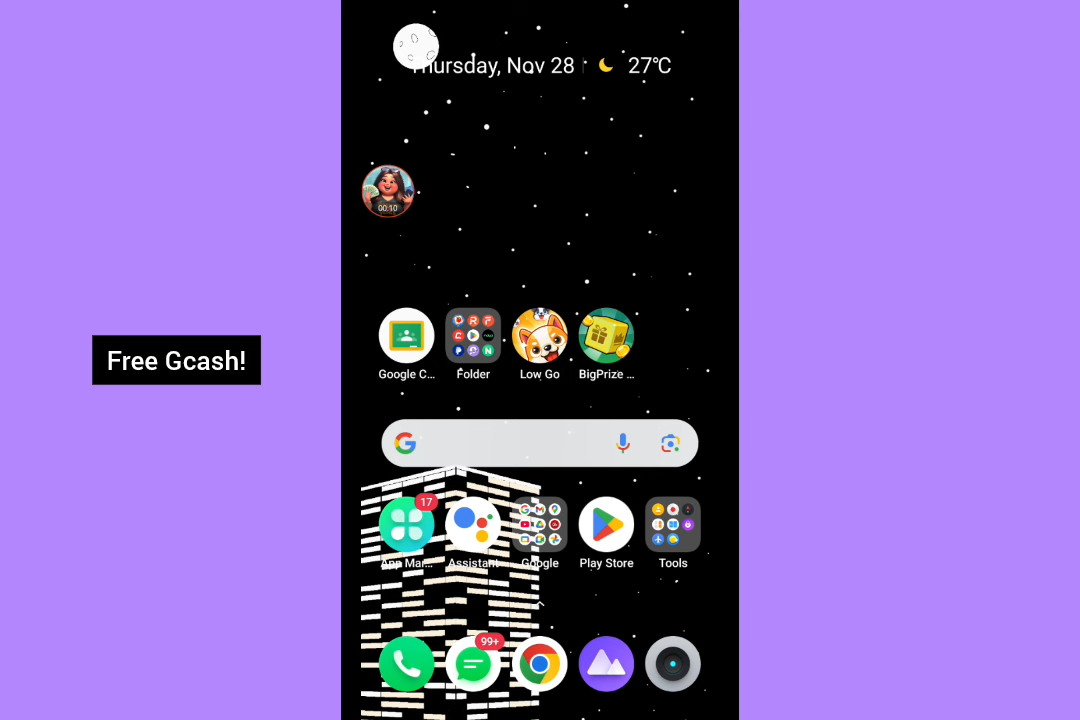 Thursday, Nov 28 | 27°C
00:10
Free Gcash!
Google C... Folder Low Go BigPrize ...
17
App Mar... Assistant Google Play Store Tools
99+